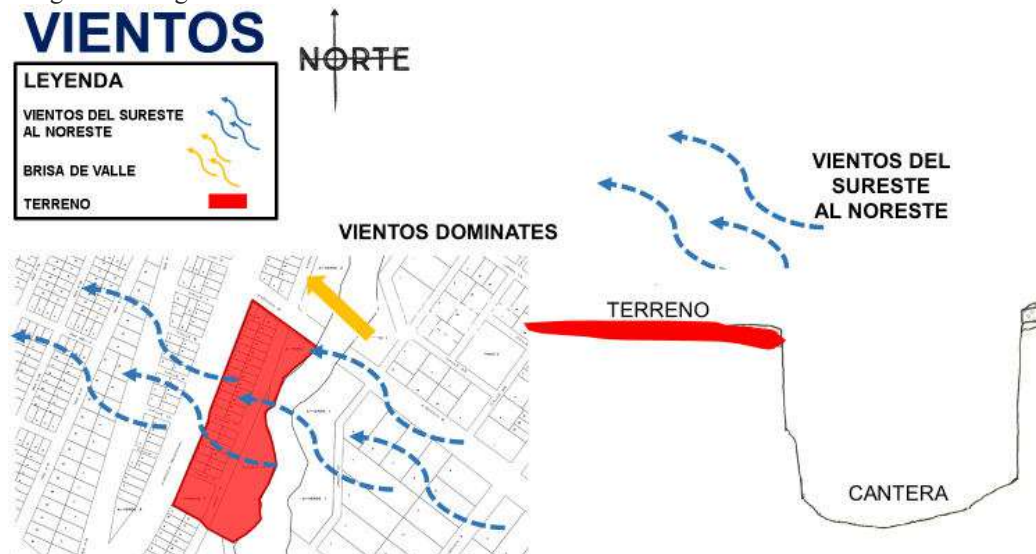 VIENTOS
NORTE
LEYENDA
VIENTOS DEL SURESTE
AL NORESTE
BRISA DE VALLE
TERRENO
VIENTOS DEL
SURESTE
AL NORESTE
VIENTOS DOMINATES
TERRENO
CANTERA